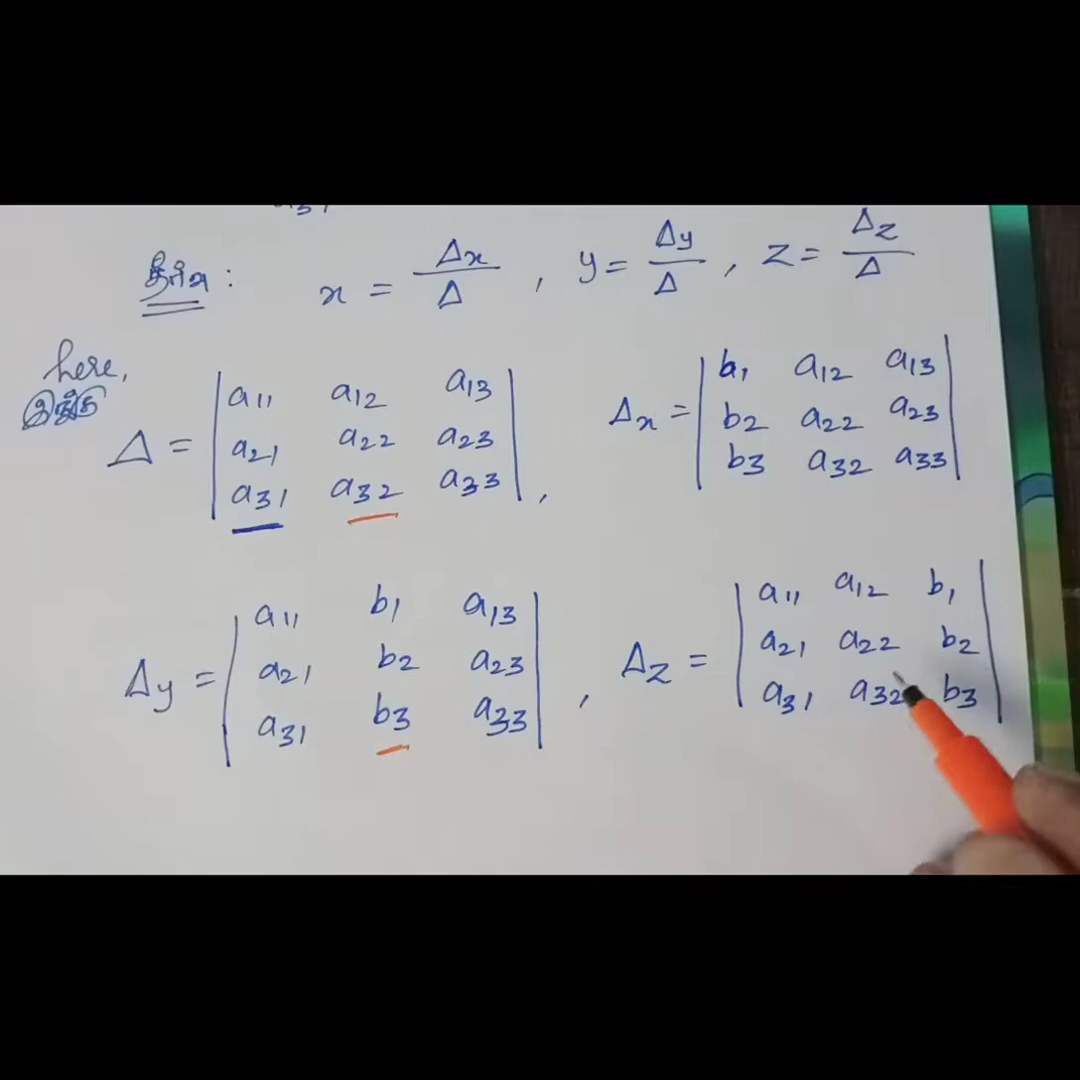 தீர்வு : x = Δx/Δ , y = Δy/Δ , z = Δz/Δ
here,
இங்கு
Δ = | a11 a12 a13 | Δx = | b1 a12 a13 |
| a21 a22 a23 | | b2 a22 a23 |
| a31 a32 a33 | , | b3 a32 a33 |
Δy = | a11 b1 a13 | Δz = | a11 a12 b1 |
| a21 b2 a23 | | a21 a22 b2 |
| a31 b3 a33 | , | a31 a32 b3 |